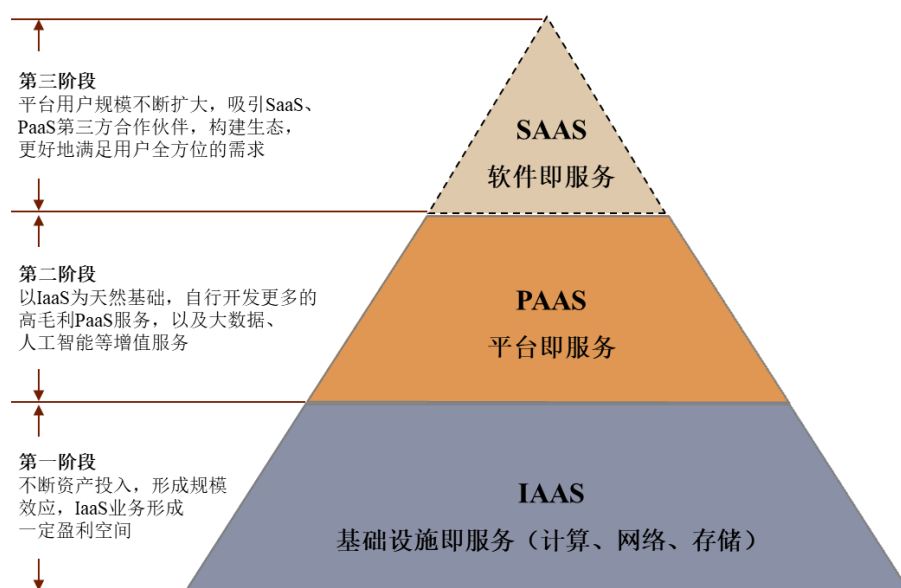 第三阶段
平台用户规模不断扩大，吸引SaaS、
PaaS第三方合作伙伴，构建生态，
更好地满足用户全方位的需求
SAAS
软件即服务
第二阶段
以IaaS为天然基础，自行开发更多的
高毛利PaaS服务，以及大数据、
人工智能等增值服务
PAAS
平台即服务
第一阶段
不断资产投入，形成规模
效应，IaaS业务形成
一定盈利空间
IAAS
基础设施即服务（计算、网络、存储）